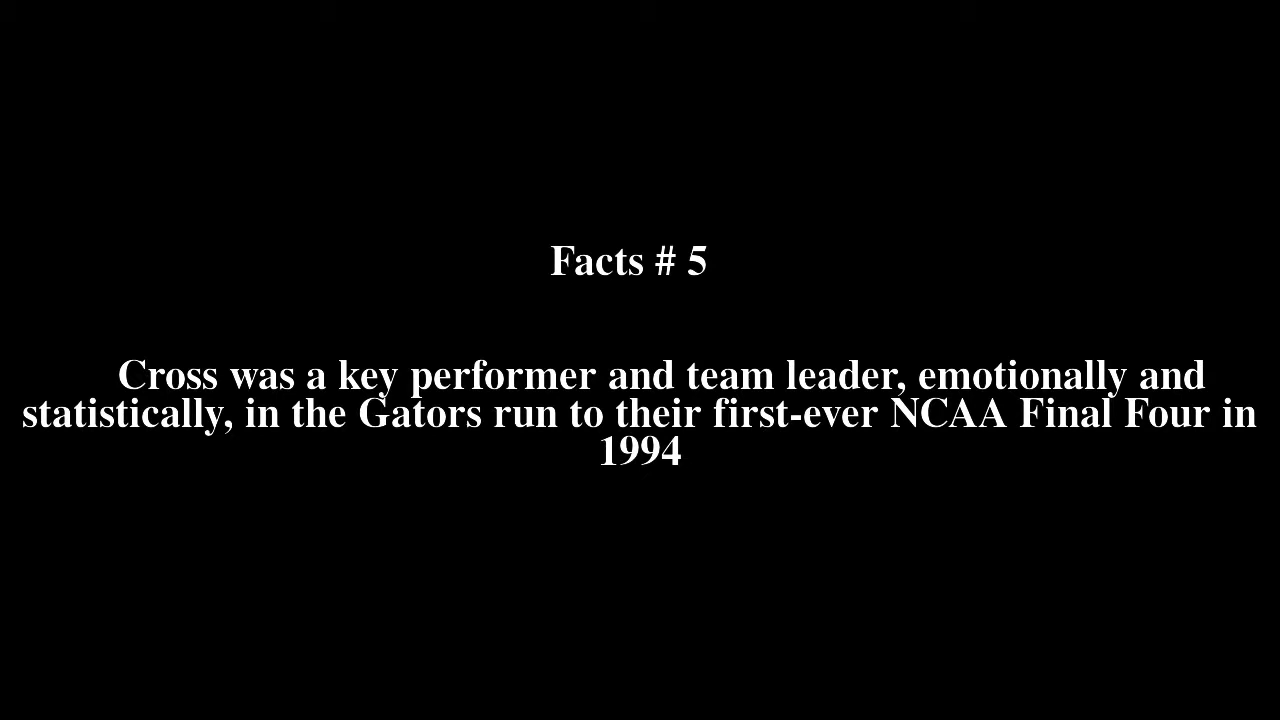 Facts # 5
Cross was a key performer and team leader, emotionally and
statistically, in the Gators run to their first-ever NCAA Final Four in
1994